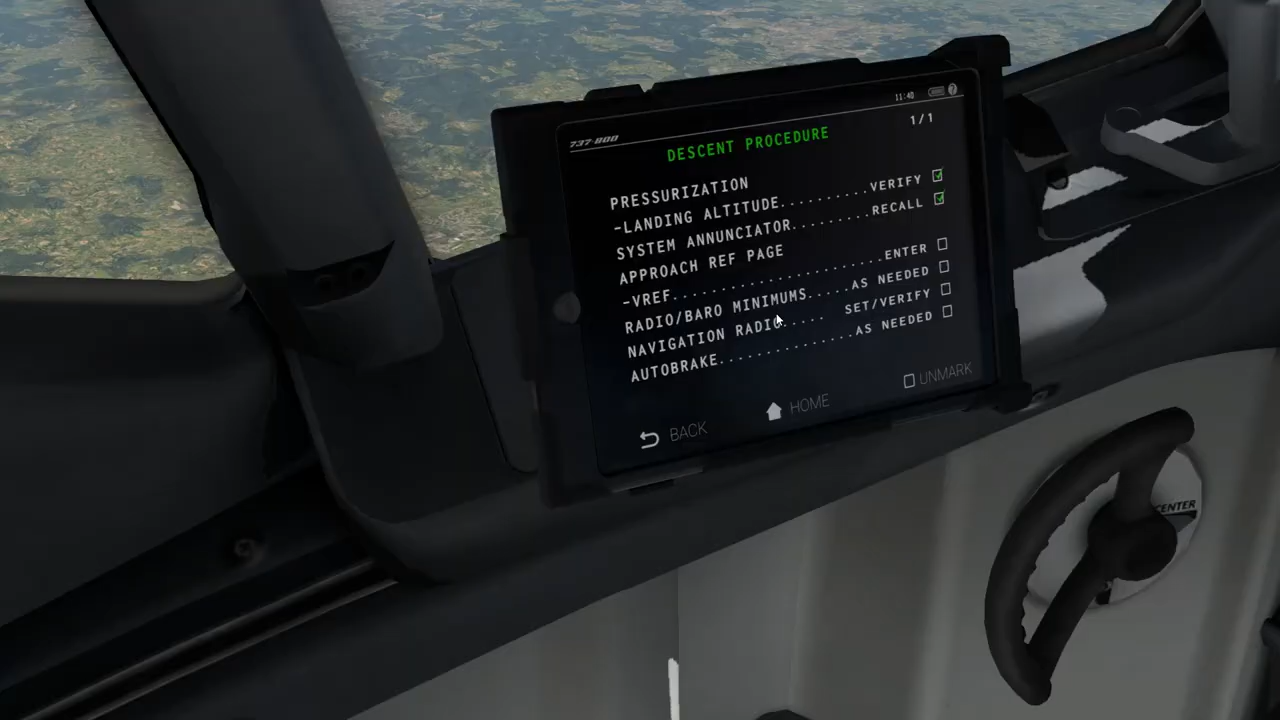 11:40
737-800
1/1
DESCENT PROCEDURE
PRESSURIZATION
-LANDING ALTITUDE.........VERIFY
SYSTEM ANNUNCIATOR........RECALL
APPROACH REF PAGE
-VREF.....................ENTER
RADIO/BARO MINIMUMS.....AS NEEDED
NAVIGATION RADIO..... SET/VERIFY
AUTOBRAKE...............AS NEEDED
BACK
HOME
UNMARK
CENTER